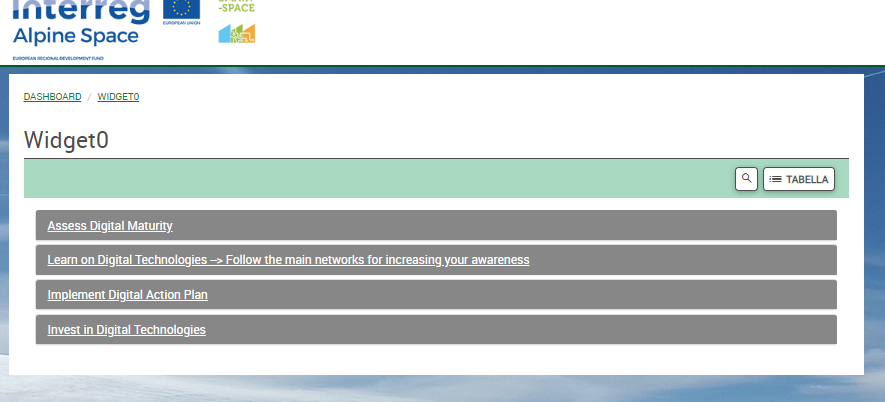 Interreg
EUROPEAN UNION
-SPACE
Alpine Space
EUROPEAN REGIONAL DEVELOPMENT FUND
DASHBOARD / WIDGET0
Widget0
TABELLA
Assess Digital Maturity
Learn on Digital Technologies --> Follow the main networks for increasing your awareness
Implement Digital Action Plan
Invest in Digital Technologies